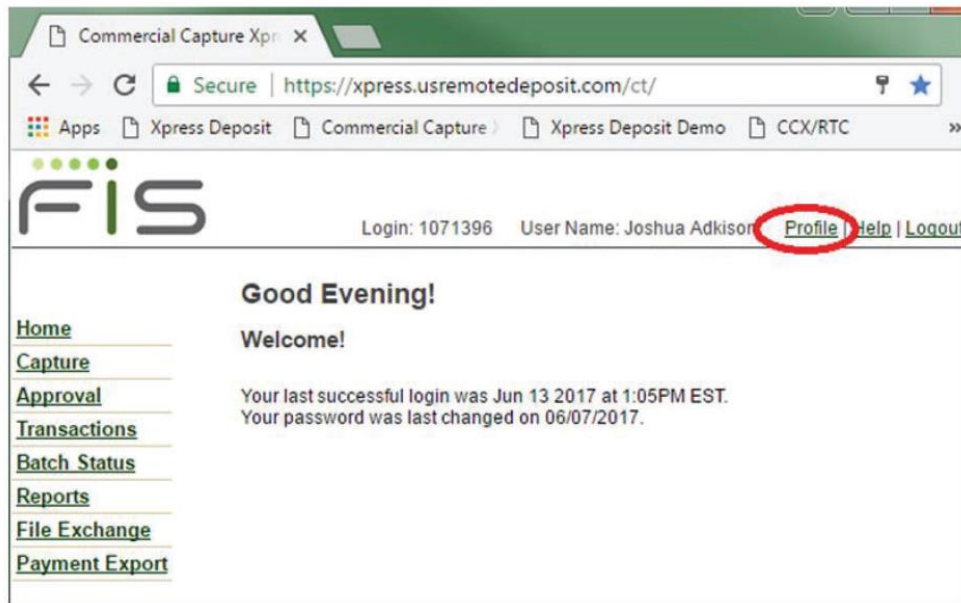 Commercial Capture Xpr
Secure | https://xpress.usremotedeposit.com/ct/
Apps Xpress Deposit Commercial Capture Xpress Deposit Demo CCX/RTC »
FIS
Login: 1071396 User Name: Joshua Adkison Profile | Help | Logout
Good Evening!
Home
Welcome!
Capture
Approval
Your last successful login was Jun 13 2017 at 1:05PM EST.
Your password was last changed on 06/07/2017.
Transactions
Batch Status
Reports
File Exchange
Payment Export